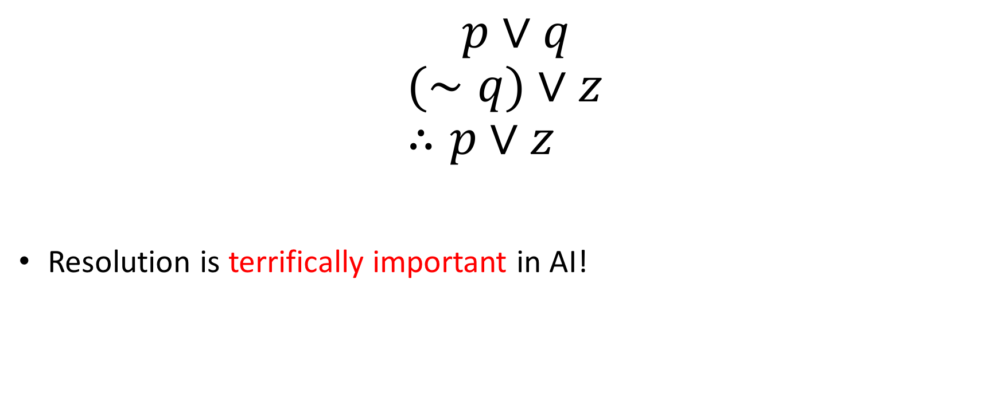 p ∨ q
(~ q) ∨ z
∴ p ∨ z
• Resolution is terrifically important in AI!